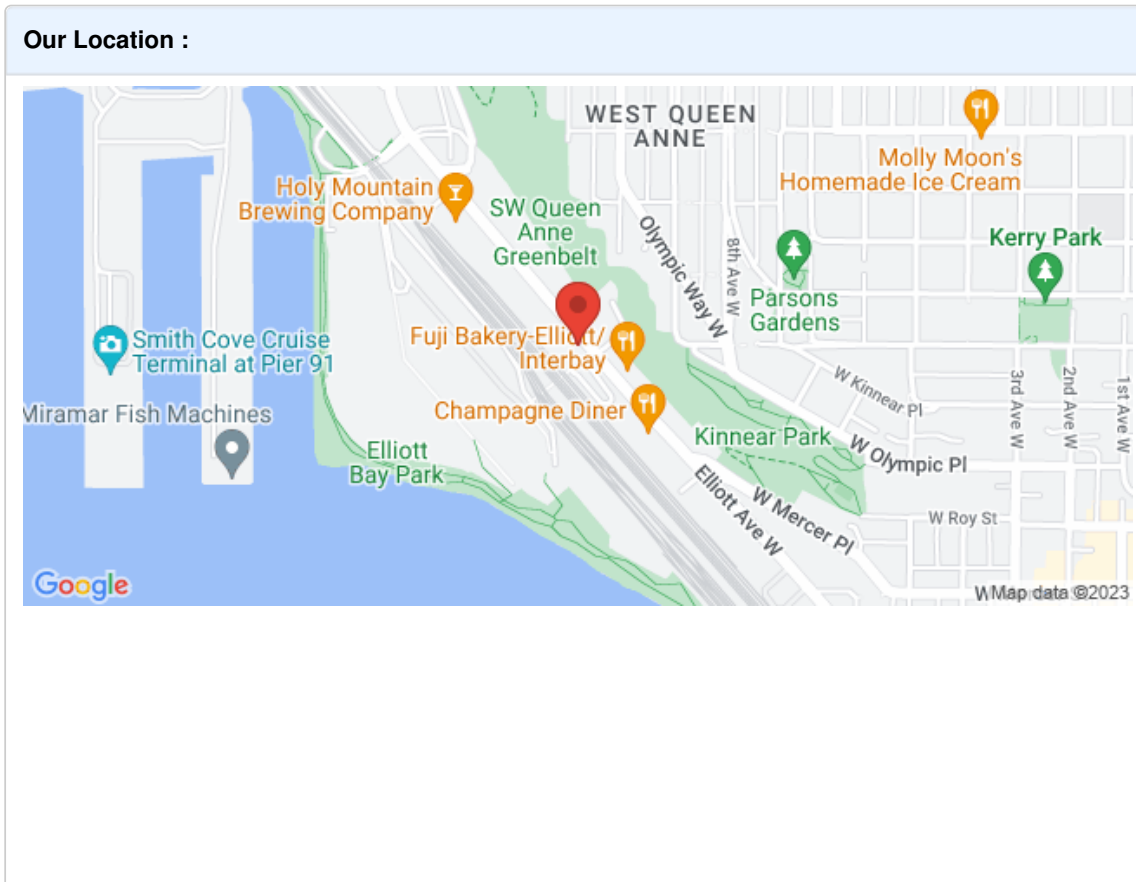 Our Location :
WEST QUEEN
ANNE
Molly Moon's
Homemade Ice Cream
Holy Mountain
Brewing Company
SW Queen
Anne
Greenbelt
Olympic Way W
8th Ave W
Kerry Park
Parsons
Gardens
Smith Cove Cruise
Terminal at Pier 91
Fuji Bakery-Elliott/
Interbay
W Kinnear Pl
3rd Ave W
2nd Ave W
1st Ave W
Miramar Fish Machines
Champagne Diner
Kinnear Park
W Olympic Pl
Elliott
Bay Park
Elliott Ave W
W Mercer Pl
W Roy St
Google
Map data ©2023